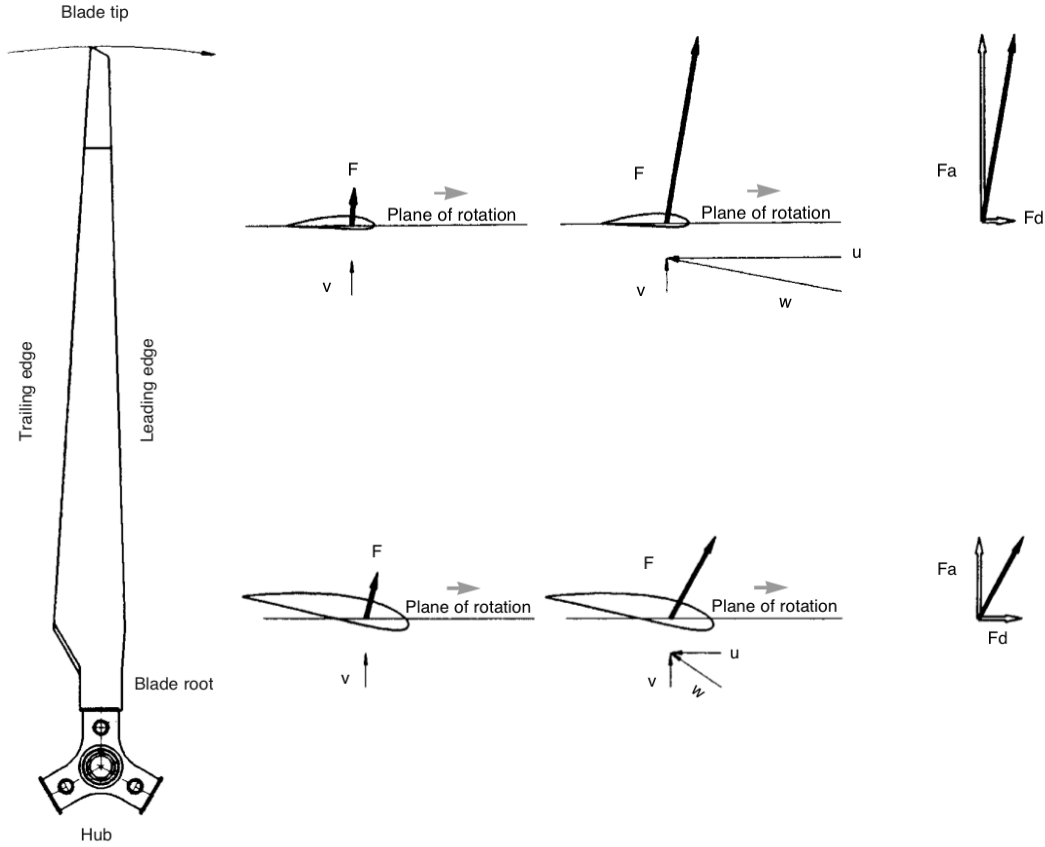 Blade tip
Trailing edge
Leading edge
Blade root
Hub
F
Plane of rotation
v
F
Plane of rotation
v
u
w
Fa
Fd
F
Plane of rotation
v
F
Plane of rotation
v
u
w
Fa
Fd